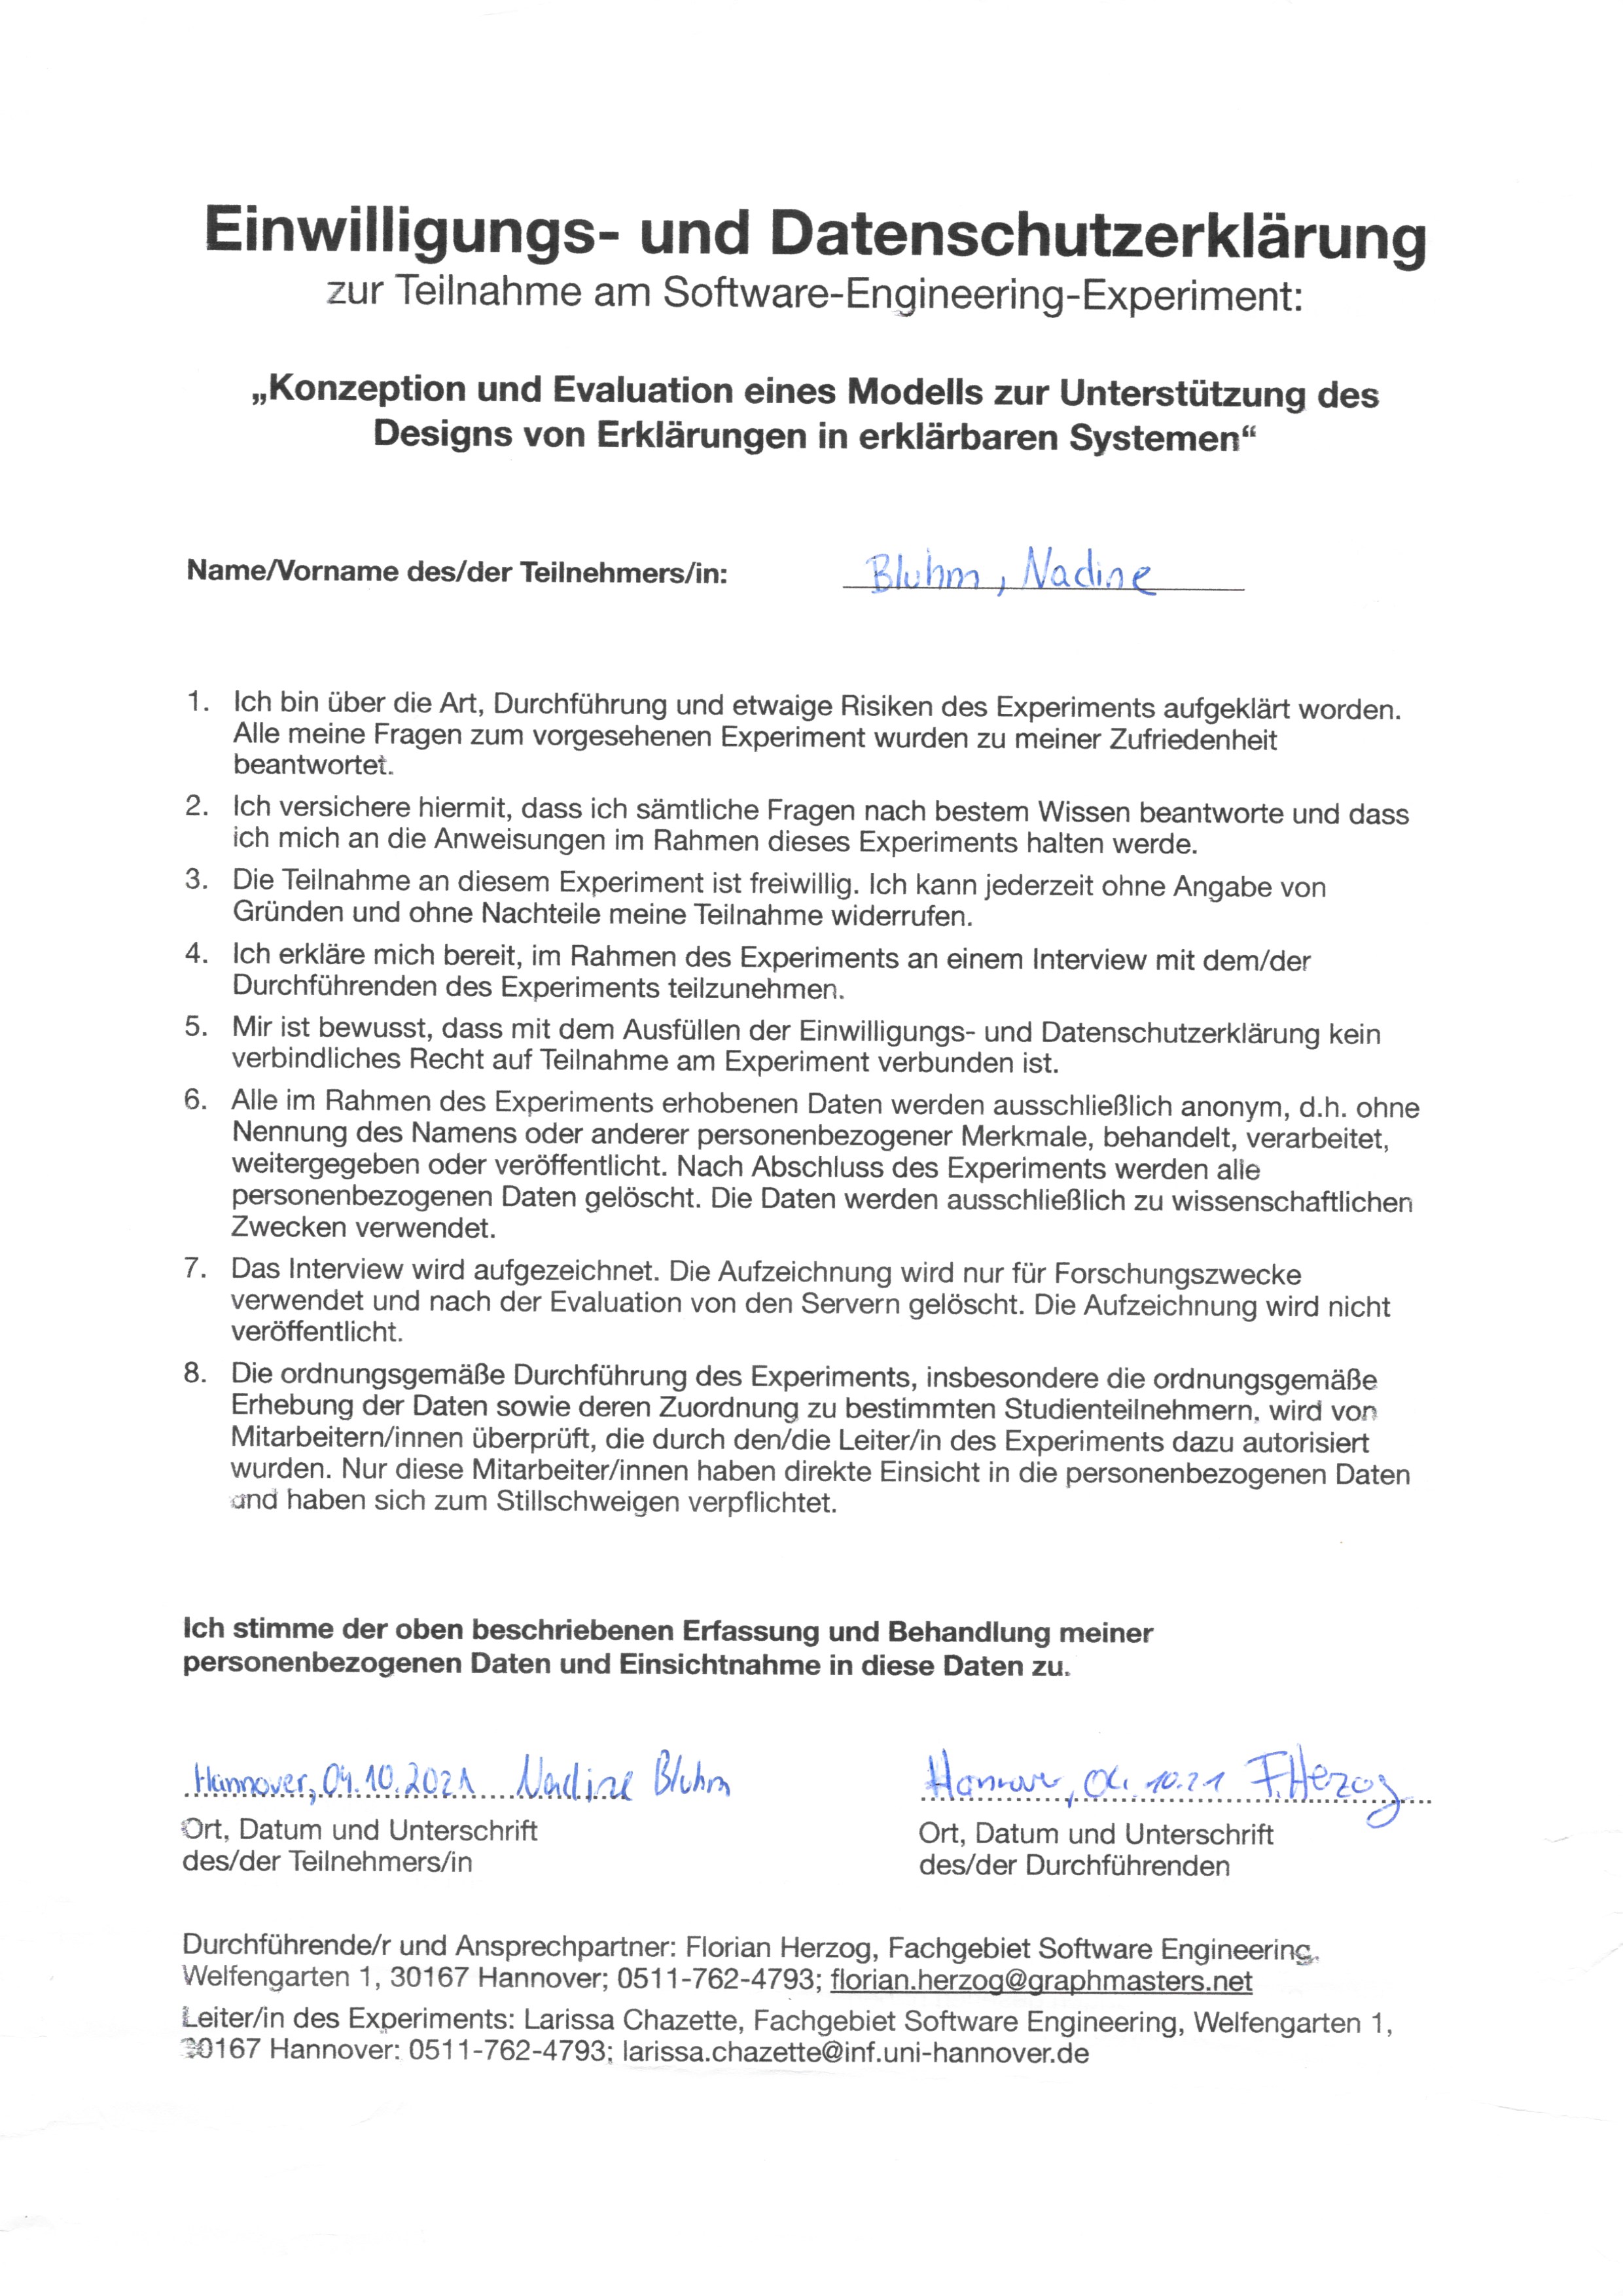 Einwilligungs- und Datenschutzerklärung
zur Teilnahme am Software-Engineering-Experiment:
„Konzeption und Evaluation eines Modells zur Unterstützung des
Designs von Erklärungen in erklärbaren Systemen“
Name/Vorname des/der Teilnehmers/in: Bluhm, Nadine
1. Ich bin über die Art, Durchführung und etwaige Risiken des Experiments aufgeklärt worden.
Alle meine Fragen zum vorgesehenen Experiment wurden zu meiner Zufriedenheit
beantwortet.
2. Ich versichere hiermit, dass ich sämtliche Fragen nach bestem Wissen beantworte und dass
ich mich an die Anweisungen im Rahmen dieses Experiments halten werde.
3. Die Teilnahme an diesem Experiment ist freiwillig. Ich kann jederzeit ohne Angabe von
Gründen und ohne Nachteile meine Teilnahme widerrufen.
4. Ich erkläre mich bereit, im Rahmen des Experiments an einem Interview mit dem/der
Durchführenden des Experiments teilzunehmen.
5. Mir ist bewusst, dass mit dem Ausfüllen der Einwilligungs- und Datenschutzerklärung kein
verbindliches Recht auf Teilnahme am Experiment verbunden ist.
6. Alle im Rahmen des Experiments erhobenen Daten werden ausschließlich anonym, d.h. ohne
Nennung des Namens oder anderer personenbezogener Merkmale, behandelt, verarbeitet,
weitergegeben oder veröffentlicht. Nach Abschluss des Experiments werden alle
personenbezogenen Daten gelöscht. Die Daten werden ausschließlich zu wissenschaftlichen
Zwecken verwendet.
7. Das Interview wird aufgezeichnet. Die Aufzeichnung wird nur für Forschungszwecke
verwendet und nach der Evaluation von den Servern gelöscht. Die Aufzeichnung wird nicht
veröffentlicht.
8. Die ordnungsgemäße Durchführung des Experiments, insbesondere die ordnungsgemäße
Erhebung der Daten sowie deren Zuordnung zu bestimmten Studienteilnehmern, wird von
Mitarbeitern/innen überprüft, die durch den/die Leiter/in des Experiments dazu autorisiert
wurden. Nur diese Mitarbeiter/innen haben direkte Einsicht in die personenbezogenen Daten
und haben sich zum Stillschweigen verpflichtet.
Ich stimme der oben beschriebenen Erfassung und Behandlung meiner
personenbezogenen Daten und Einsichtnahme in diese Daten zu.
Hannover, 04.10.2021 Nadine Bluhm
Ort, Datum und Unterschrift
des/der Teilnehmers/in
Hannover, 04.10.21 F.Herzog
Ort, Datum und Unterschrift
des/der Durchführenden
Durchführende/r und Ansprechpartner: Florian Herzog, Fachgebiet Software Engineering,
Welfengarten 1, 30167 Hannover; 0511-762-4793; florian.herzog@graphmasters.net
Leiter/in des Experiments: Larissa Chazette, Fachgebiet Software Engineering, Welfengarten 1,
30167 Hannover: 0511-762-4793; larissa.chazette@inf.uni-hannover.de